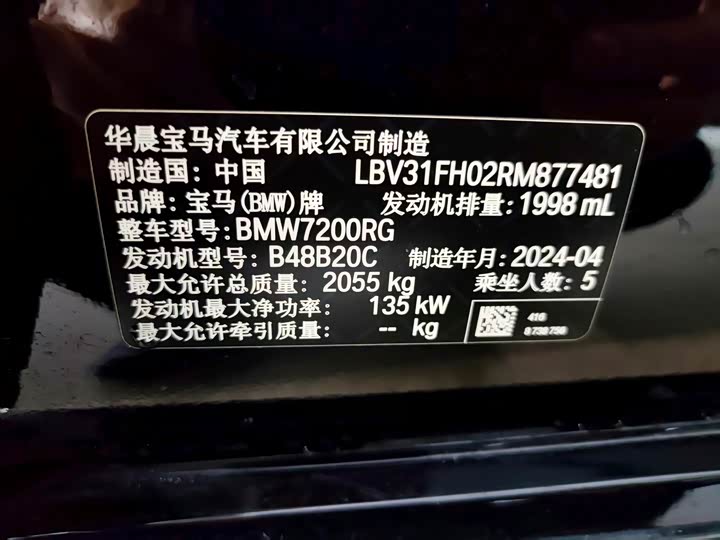 华晨宝马汽车有限公司制造
制造国: 中国 LBV31FH02RM877481
品牌: 宝马(BMW)牌 发动机排量: 1998 mL
整车型号: BMW7200RG
发动机型号: B48B20C 制造年月: 2024-04
最大允许总质量: 2055 kg 乘坐人数: 5
发动机最大净功率: 135 kW
最大允许牵引质量: -- kg
416
8 738 750